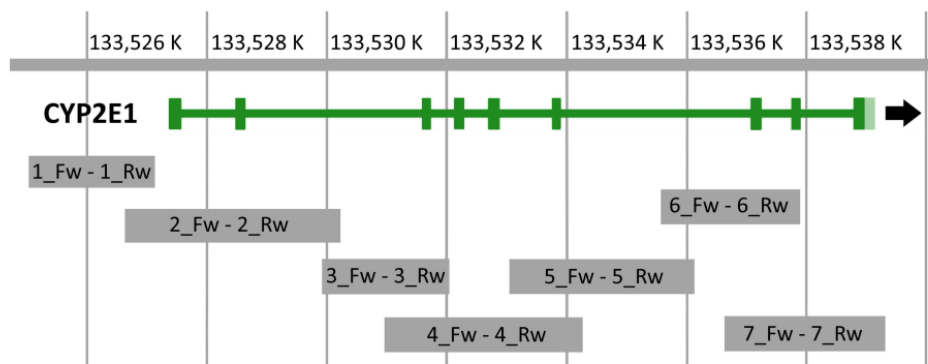 133,526 K 133,528 K 133,530 K 133,532 K 133,534 K 133,536 K 133,538 K
CYP2E1
1_Fw - 1_Rw
6_Fw - 6_Rw
2_Fw - 2_Rw
3_Fw - 3_Rw 5_Fw - 5_Rw
4_Fw - 4_Rw 7_Fw - 7_Rw